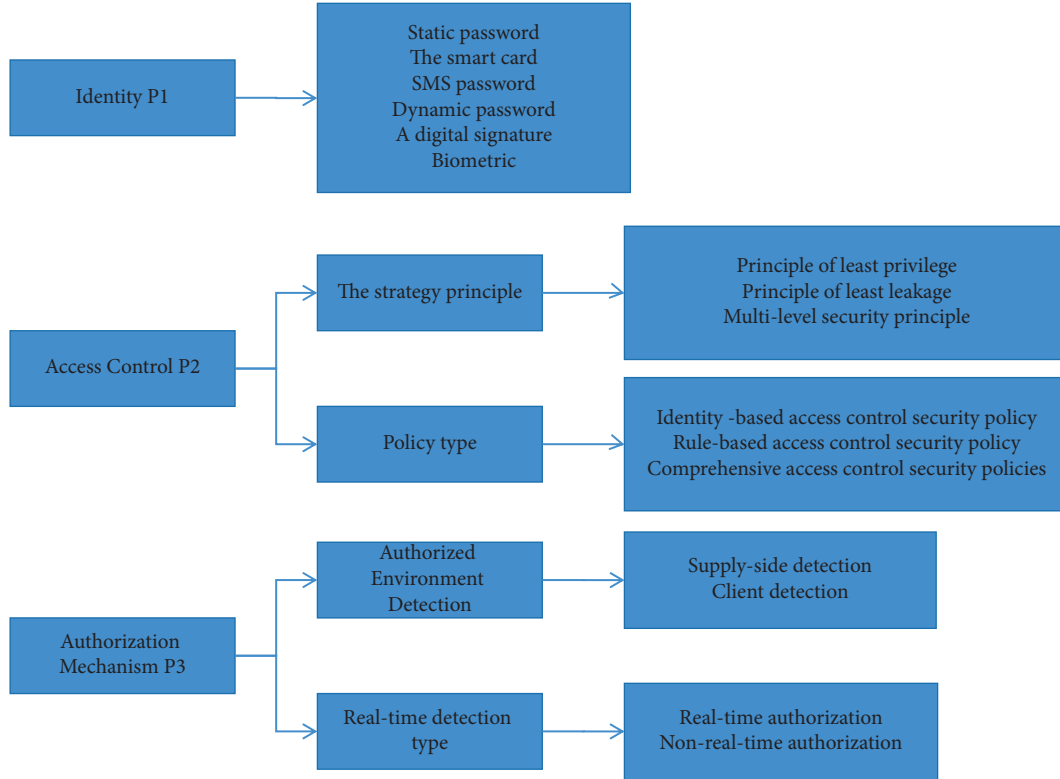 Identity P1
Static password
The smart card
SMS password
Dynamic password
A digital signature
Biometric
Access Control P2
The strategy principle
Principle of least privilege
Principle of least leakage
Multi-level security principle
Policy type
Identity -based access control security policy
Rule-based access control security policy
Comprehensive access control security policies
Authorization
Mechanism P3
Authorized
Environment
Detection
Supply-side detection
Client detection
Real-time detection
type
Real-time authorization
Non-real-time authorization